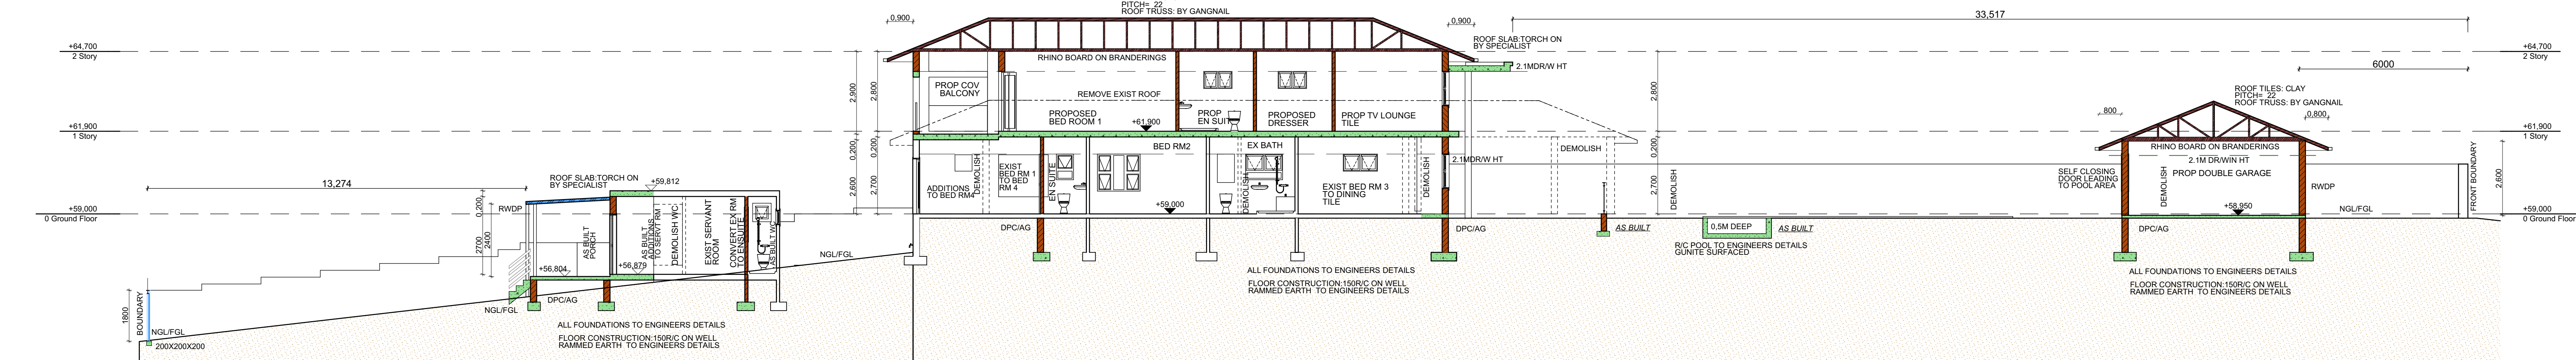 +64,700
2 Story
+61,900
1 Story
+59,000
0 Ground Floor
13,274
1800
BOUNDARY
NGL/FGL
200X200X200
ROOF SLAB:TORCH ON
BY SPECIALIST
+59,812
RWDP
0,200
2700
2400
AS BUILT
PORCH
AS BUILT
ADDITIONS
TO SERVT RM
DEMOLISH WC
EXIST SERVANT
ROOM
CONVERT EX RM
TO ENSUITE
AS BUILT WC
+56,804
+56,879
NGL/FGL
DPC/AG
NGL/FGL
ALL FOUNDATIONS TO ENGINEERS DETAILS
FLOOR CONSTRUCTION:150R/C ON WELL
RAMMED EARTH TO ENGINEERS DETAILS
PITCH= 22
ROOF TRUSS: BY GANGNAIL
0,900
0,900
2,900
2,800
0,200
0,200
2,600
2,700
RHINO BOARD ON BRANDERINGS
PROP COV
BALCONY
REMOVE EXIST ROOF
PROPOSED
BED ROOM 1
+61,900
PROP
EN SUIT
PROPOSED
DRESSER
PROP TV LOUNGE
TILE
ROOF SLAB:TORCH ON
BY SPECIALIST
2.1MDR/W HT
ADDITIONS
TO BED RM4
DEMOLISH
EXIST
BED RM 1
TO BED
RM 4
EN SUITE
BED RM2
+59,000
DEMOLISH
EX BATH
EXIST BED RM 3
TO DINING
TILE
DEMOLISH
2.1MDR/W HT
DPC/AG
DPC/AG
ALL FOUNDATIONS TO ENGINEERS DETAILS
FLOOR CONSTRUCTION:150R/C ON WELL
RAMMED EARTH TO ENGINEERS DETAILS
DEMOLISH
AS BUILT
2,800
0,200
2,700
DEMOLISH
33,517
0,5M DEEP
AS BUILT
R/C POOL TO ENGINEERS DETAILS
GUNITE SURFACED
6000
ROOF TILES: CLAY
PITCH= 22
ROOF TRUSS: BY GANGNAIL
800
0,800
RHINO BOARD ON BRANDERINGS
2.1M DR/WIN HT
PROP DOUBLE GARAGE
SELF CLOSING
DOOR LEADING
TO POOL AREA
DEMOLISH
RWDP
+58,950
NGL/FGL
DPC/AG
ALL FOUNDATIONS TO ENGINEERS DETAILS
FLOOR CONSTRUCTION:150R/C ON WELL
RAMMED EARTH TO ENGINEERS DETAILS
FRONT BOUNDARY
2,600
+64,700
2 Story
+61,900
1 Story
+59,000
0 Ground Floor